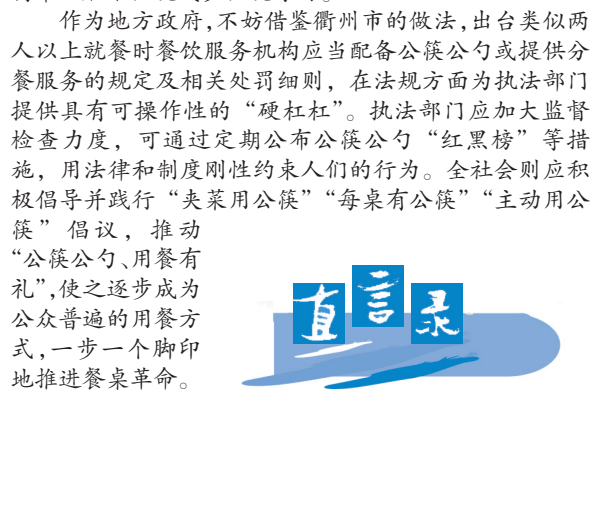 作为地方政府,不妨借鉴衢州市的做法,出台类似两
人以上就餐时餐饮服务机构应当配备公筷公勺或提供分
餐服务的规定及相关处罚细则，在法规方面为执法部门
提供具有可操作性的“硬杠杠”。执法部门应加大监督
检查力度，可通过定期公布公筷公勺“红黑榜”等措
施，用法律和制度刚性约束人们的行为。全社会则应积
极倡导并践行“夹菜用公筷”“每桌有公筷”“主动用公
筷”倡议，推动
“公筷公勺、用餐有
礼”,使之逐步成为
公众普遍的用餐方
式,一步一个脚印
地推进餐桌革命。
直言录